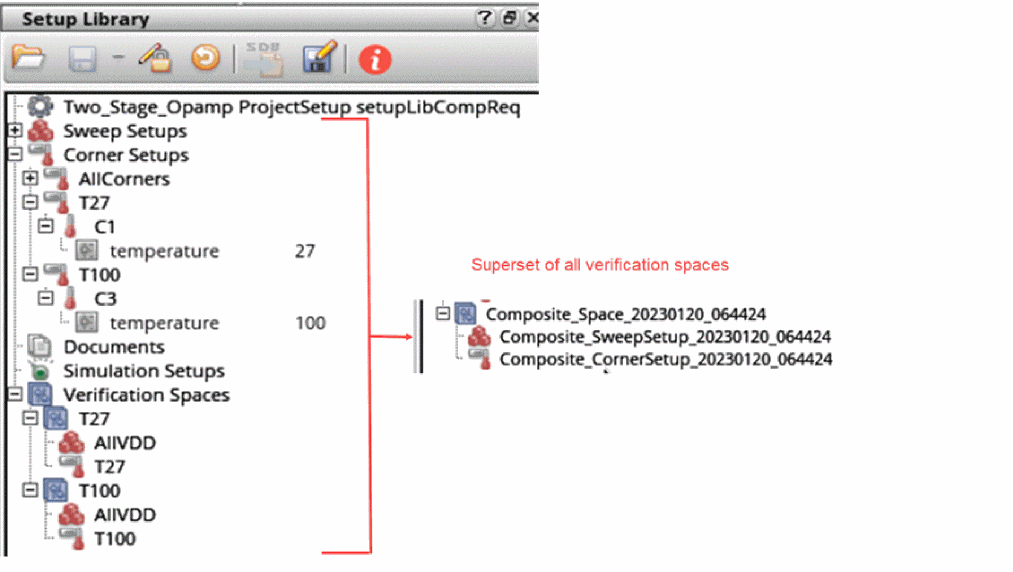 Setup Library
SDB
Two_Stage_Opamp ProjectSetup setupLibCompReq
Sweep Setups
Corner Setups
AllCorners
T27
C1
temperature 27
T100
C3
temperature 100
Documents
Simulation Setups
Verification Spaces
T27
AllVDD
T27
T100
AllVDD
T100
Superset of all verification spaces
Composite_Space_20230120_064424
Composite_SweepSetup_20230120_064424
Composite_CornerSetup_20230120_064424